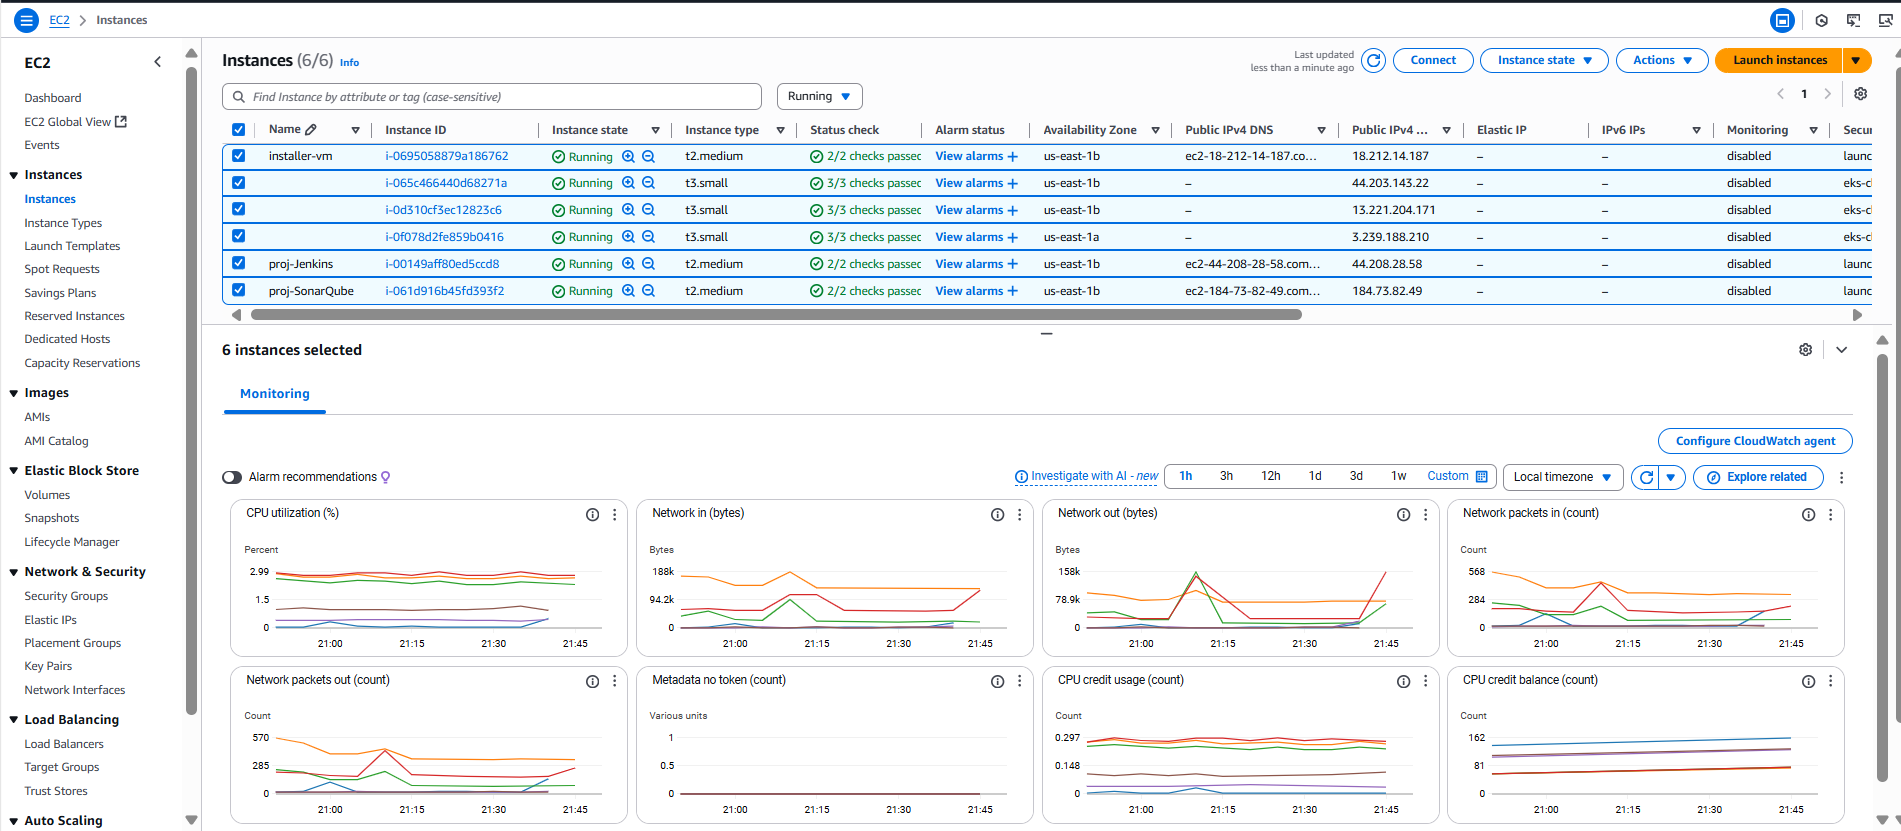 EC2 > Instances
EC2
Dashboard
EC2 Global View
Events
Instances
Instances
Instance Types
Launch Templates
Spot Requests
Savings Plans
Reserved Instances
Dedicated Hosts
Capacity Reservations
Images
AMIs
AMI Catalog
Elastic Block Store
Volumes
Snapshots
Lifecycle Manager
Network & Security
Security Groups
Elastic IPs
Placement Groups
Key Pairs
Network Interfaces
Load Balancing
Load Balancers
Target Groups
Trust Stores
Auto Scaling
Instances (6/6) Info
Last updated
less than a minute ago
Connect Instance state Actions Launch instances
Find Instance by attribute or tag (case-sensitive) Running
1
Name Instance ID Instance state Instance type Status check Alarm status Availability Zone Public IPv4 DNS Public IPv4 ... Elastic IP IPv6 IPs Monitoring Secur
installer-vm i-0695058879a186762 Running t2.medium 2/2 checks passec View alarms + us-east-1b ec2-18-212-14-187.co... 18.212.14.187 – – disabled launc
i-065c466440d68271a Running t3.small 3/3 checks passec View alarms + us-east-1b – 44.203.143.22 – – disabled eks-cl
i-0d310cf3ec12823c6 Running t3.small 3/3 checks passec View alarms + us-east-1b – 13.221.204.171 – – disabled eks-cl
i-0f078d2fe859b0416 Running t3.small 3/3 checks passec View alarms + us-east-1a – 3.239.188.210 – – disabled eks-cl
proj-Jenkins i-00149aff80ed5ccd8 Running t2.medium 2/2 checks passec View alarms + us-east-1b ec2-44-208-28-58.com... 44.208.28.58 – – disabled launc
proj-SonarQube i-061d916b45fd393f2 Running t2.medium 2/2 checks passec View alarms + us-east-1b ec2-184-73-82-49.com... 184.73.82.49 – – disabled launc
6 instances selected
Monitoring
Configure CloudWatch agent
Alarm recommendations
Investigate with AI - new 1h 3h 12h 1d 3d 1w Custom Local timezone Explore related
CPU utilization (%)
Percent
2.99
1.5
0
21:00 21:15 21:30 21:45
Network in (bytes)
Bytes
188k
94.2k
0
21:00 21:15 21:30 21:45
Network out (bytes)
Bytes
158k
78.9k
0
21:00 21:15 21:30 21:45
Network packets in (count)
Count
568
284
0
21:00 21:15 21:30 21:45
Network packets out (count)
Count
570
285
0
21:00 21:15 21:30 21:45
Metadata no token (count)
Various units
1
0.5
0
21:00 21:15 21:30 21:45
CPU credit usage (count)
Count
0.297
0.148
0
21:00 21:15 21:30 21:45
CPU credit balance (count)
Count
162
81
0
21:00 21:15 21:30 21:45